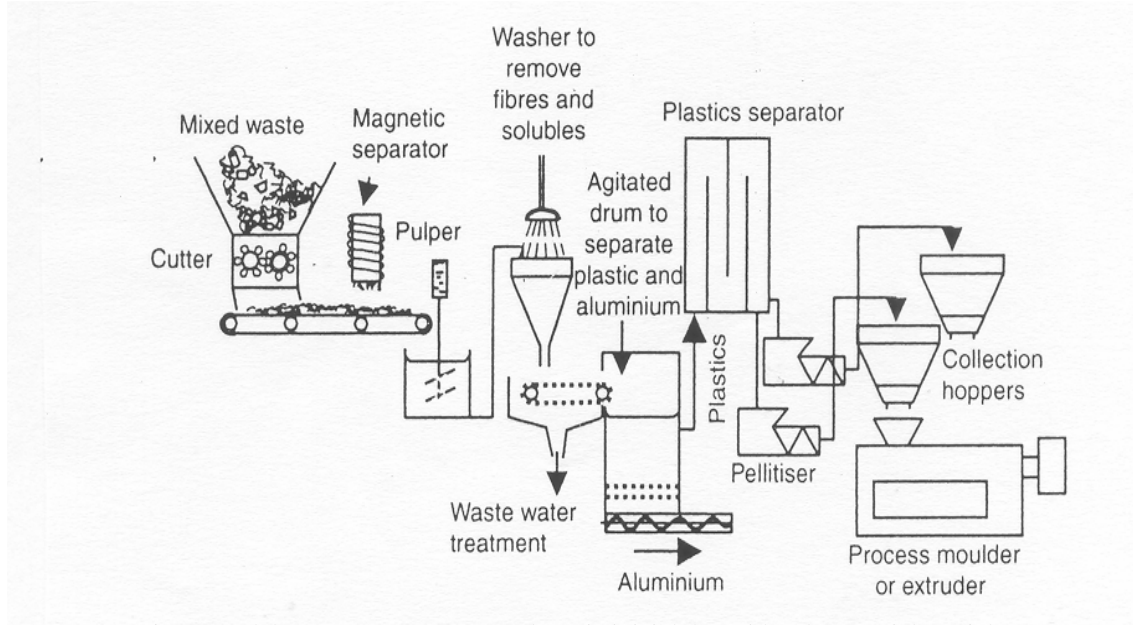 Washer to
remove
fibres and
solubles
Mixed waste
Magnetic
separator
Plastics separator
Cutter
Pulper
Agitated
drum to
separate
plastic and
aluminium
Plastics
Collection
hoppers
Pellitiser
Waste water
treatment
Aluminium
Process moulder
or extruder